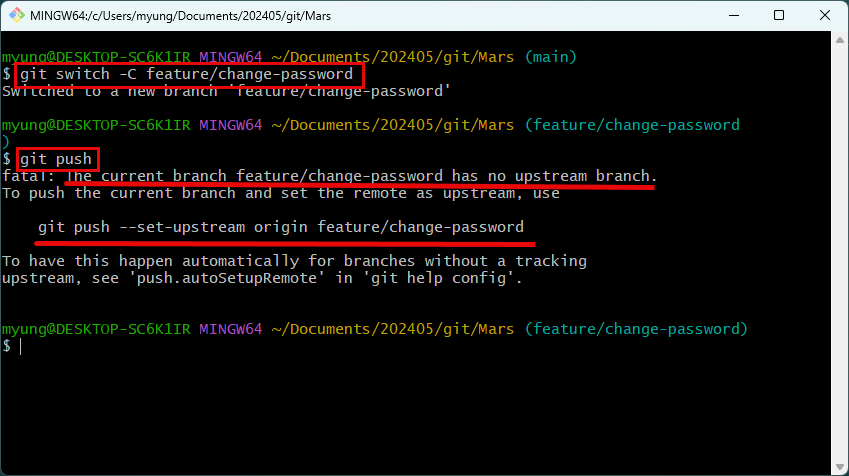 MINGW64:/c/Users/myung/Documents/202405/git/Mars
myung@DESKTOP-SC6K1IR MINGW64 ~/Documents/202405/git/Mars (main)
$ git switch -C feature/change-password
Switched to a new branch 'feature/change-password'
myung@DESKTOP-SC6K1IR MINGW64 ~/Documents/202405/git/Mars (feature/change-password
)
$ git push
fatal: The current branch feature/change-password has no upstream branch.
To push the current branch and set the remote as upstream, use
git push --set-upstream origin feature/change-password
To have this happen automatically for branches without a tracking
upstream, see 'push.autoSetupRemote' in 'git help config'.
myung@DESKTOP-SC6K1IR MINGW64 ~/Documents/202405/git/Mars (feature/change-password)
$